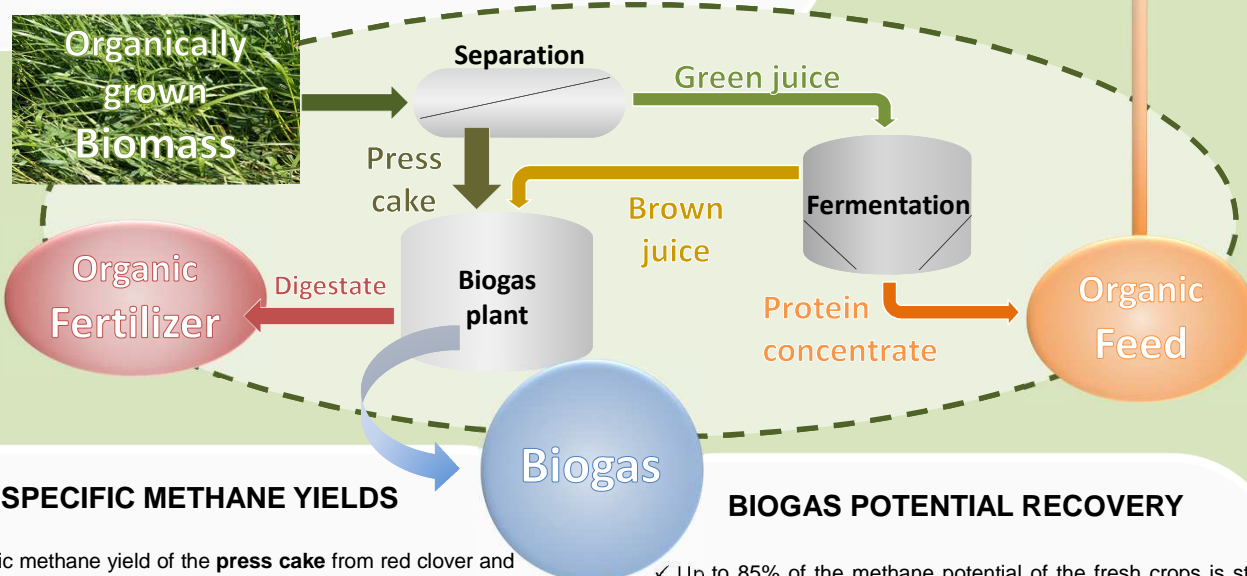 Organically
grown
Biomass
Separation
Green juice
Press
cake
Brown
juice
Fermentation
Organic
Fertilizer
Digestate
Biogas
plant
Protein
concentrate
Organic
Feed
Biogas
SPECIFIC METHANE YIELDS
methane yield of the press cake from red clover and
BIOGAS POTENTIAL RECOVERY
✓ Up to 85% of the methane potential of the fresh crops is